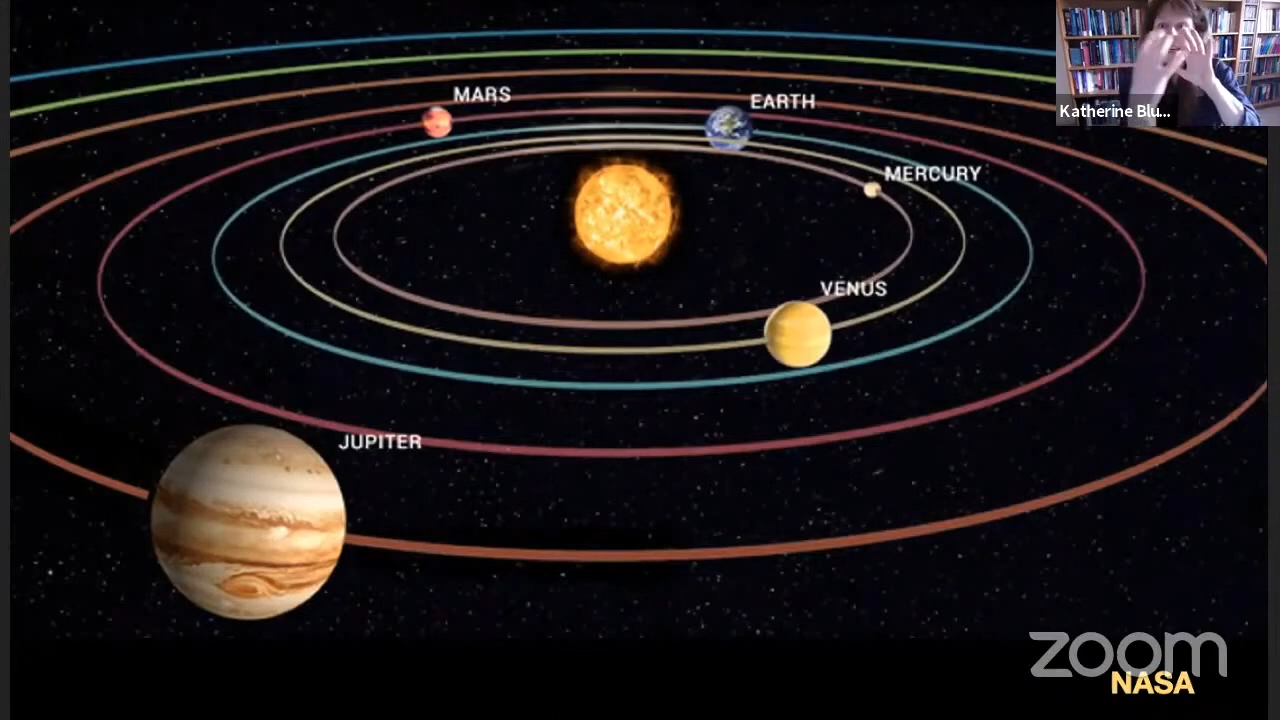 MARS
EARTH
Katherine Blu...
MERCURY
VENUS
JUPITER
zoom
NASA